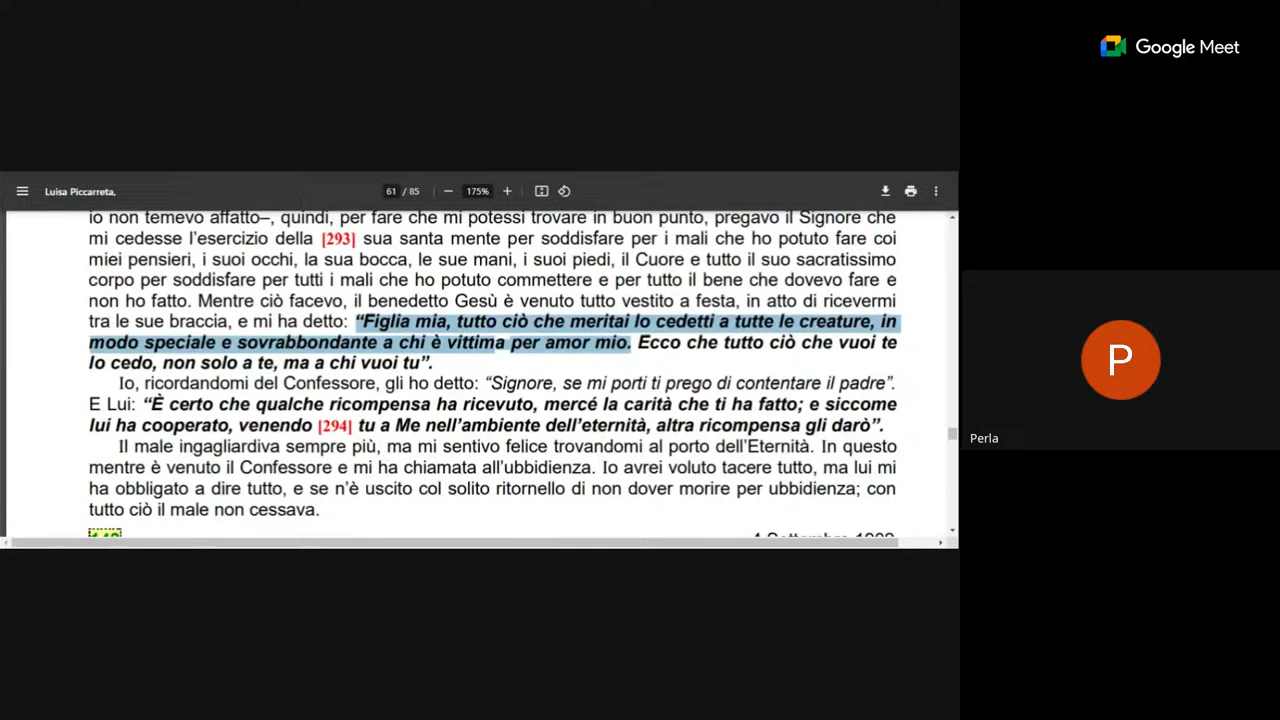 Google Meet
Luisa Piccarreta,
61 / 85
175%
io non temevo affatto–, quindi, per fare che mi potessi trovare in buon punto, pregavo il Signore che
mi cedesse l’esercizio della [293] sua santa mente per soddisfare per i mali che ho potuto fare coi
miei pensieri, i suoi occhi, la sua bocca, le sue mani, i suoi piedi, il Cuore e tutto il suo sacratissimo
corpo per soddisfare per tutti i mali che ho potuto commettere e per tutto il bene che dovevo fare e
non ho fatto. Mentre ciò facevo, il benedetto Gesù è venuto tutto vestito a festa, in atto di ricevermi
tra le sue braccia, e mi ha detto: “Figlia mia, tutto ciò che meritai lo cedetti a tutte le creature, in
modo speciale e sovrabbondante a chi è vittima per amor mio. Ecco che tutto ciò che vuoi te
lo cedo, non solo a te, ma a chi vuoi tu”.
Io, ricordandomi del Confessore, gli ho detto: “Signore, se mi porti ti prego di contentare il padre”.
E Lui: “È certo che qualche ricompensa ha ricevuto, mercé la carità che ti ha fatto; e siccome
lui ha cooperato, venendo [294] tu a Me nell’ambiente dell’eternità, altra ricompensa gli darò”.
Il male ingagliardiva sempre più, ma mi sentivo felice trovandomi al porto dell’Eternità. In questo
mentre è venuto il Confessore e mi ha chiamata all’ubbidienza. Io avrei voluto tacere tutto, ma lui mi
ha obbligato a dire tutto, e se n’è uscito col solito ritornello di non dover morire per ubbidienza; con
tutto ciò il male non cessava.
P
Perla